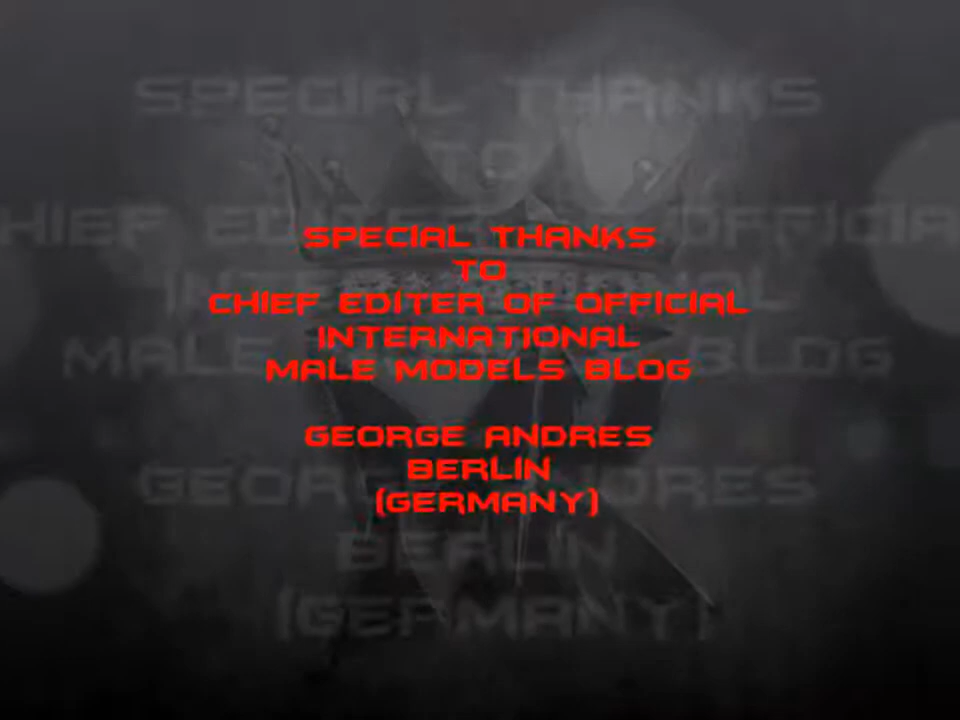 SPECIAL THANKS
TO
CHIEF EDITER OF OFFICIAL
INTERNATIONAL
MALE MODELS BLOG
GEORGE ANDRES
BERLIN
(GERMANY)